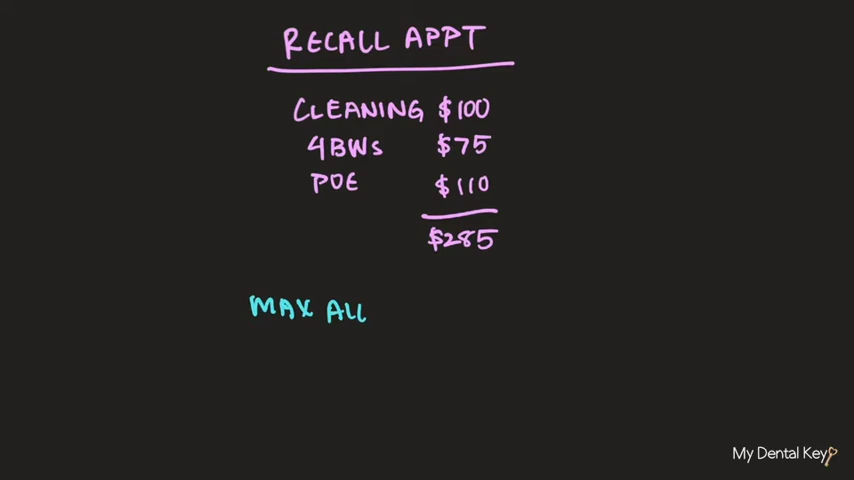 RECALL APPT
CLEANING $100
4BWs $75
POE $110
$285
MAX ALL
My Dental Key